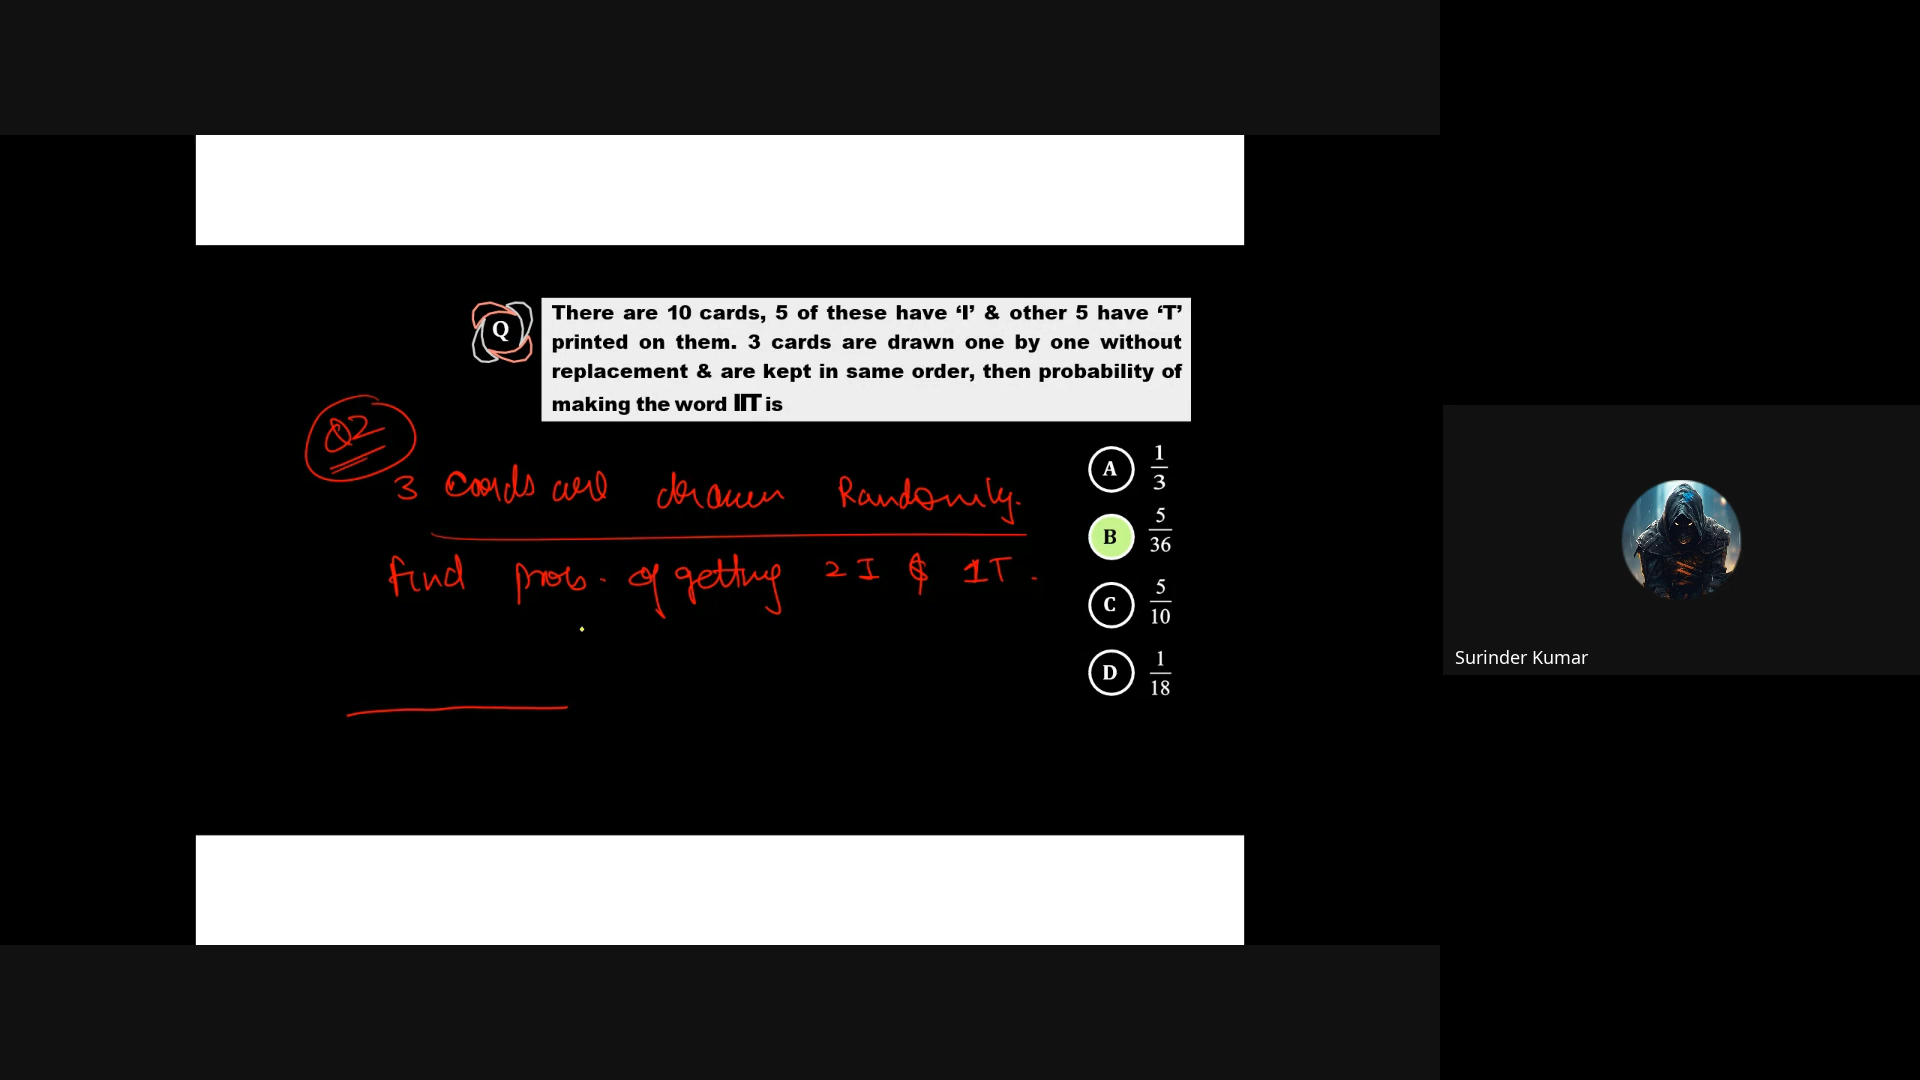 Q
There are 10 cards, 5 of these have ‘I’ & other 5 have ‘T’
printed on them. 3 cards are drawn one by one without
replacement & are kept in same order, then probability of
making the word IIT is
Q2
3 cards are drawn Randomly.
find prob. of getting 2 I & 1T.
A 1/3
B 5/36
C 5/10
D 1/18
Surinder Kumar